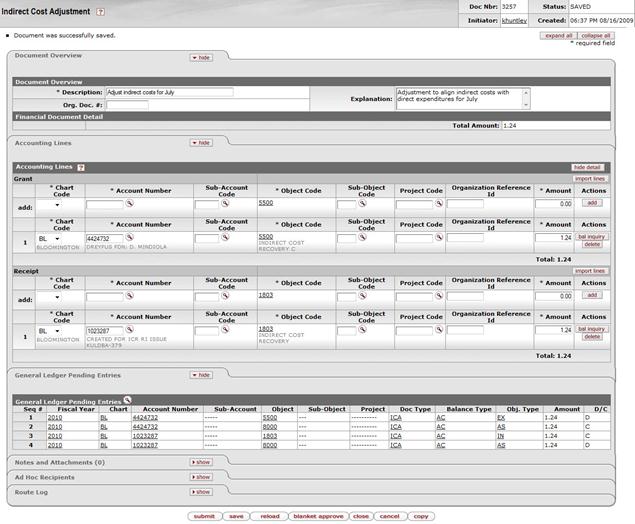 Indirect Cost Adjustment ?
Doc Nbr: 3257 Status: SAVED
Initiator: khuntley Created: 06:37 PM 08/16/2009
Document was successfully saved.
expand all collapse all
* required field
Document Overview hide
Document Overview
* Description: Adjust indirect costs for July
Explanation: Adjustment to align indirect costs with
direct expenditures for July
Org. Doc. #:
Financial Document Detail
Total Amount: 1.24
Accounting Lines hide
Accounting Lines ? hide detail
Grant import lines
* Chart Code * Account Number Sub-Account Code * Object Code Sub-Object Code Project Code Organization Reference Id * Amount Actions
add: 5500 0.00 add
* Chart Code * Account Number Sub-Account Code * Object Code Sub-Object Code Project Code Organization Reference Id * Amount Actions
1 BL 4424732 5500 1.24 bal inquiry
BLOOMINGTON DREYFUS FDN: D. MINDIOLA INDIRECT COST RECOVERY C delete
Total: 1.24
Receipt import lines
* Chart Code * Account Number Sub-Account Code * Object Code Sub-Object Code Project Code Organization Reference Id * Amount Actions
add: 1803 0.00 add
* Chart Code * Account Number Sub-Account Code * Object Code Sub-Object Code Project Code Organization Reference Id * Amount Actions
1 BL 1023287 1803 1.24 bal inquiry
BLOOMINGTON CREATED FOR ICR RI ISSUE KULDBA-379 INDIRECT COST RECOVERY delete
Total: 1.24
General Ledger Pending Entries hide
General Ledger Pending Entries
Seq # Fiscal Year Chart Account Number Sub-Account Object Sub-Object Project Doc Type Balance Type Obj. Type Amount D/C
1 2010 BL 4424732 ----- 5500 --- ---------- ICA AC EX 1.24 D
2 2010 BL 4424732 ----- 8000 --- ---------- ICA AC AS 1.24 C
3 2010 BL 1023287 ----- 1803 --- ---------- ICA AC IN 1.24 C
4 2010 BL 1023287 ----- 8000 --- ---------- ICA AC AS 1.24 D
Notes and Attachments (0) show
Ad Hoc Recipients show
Route Log show
submit save reload blanket approve close cancel copy